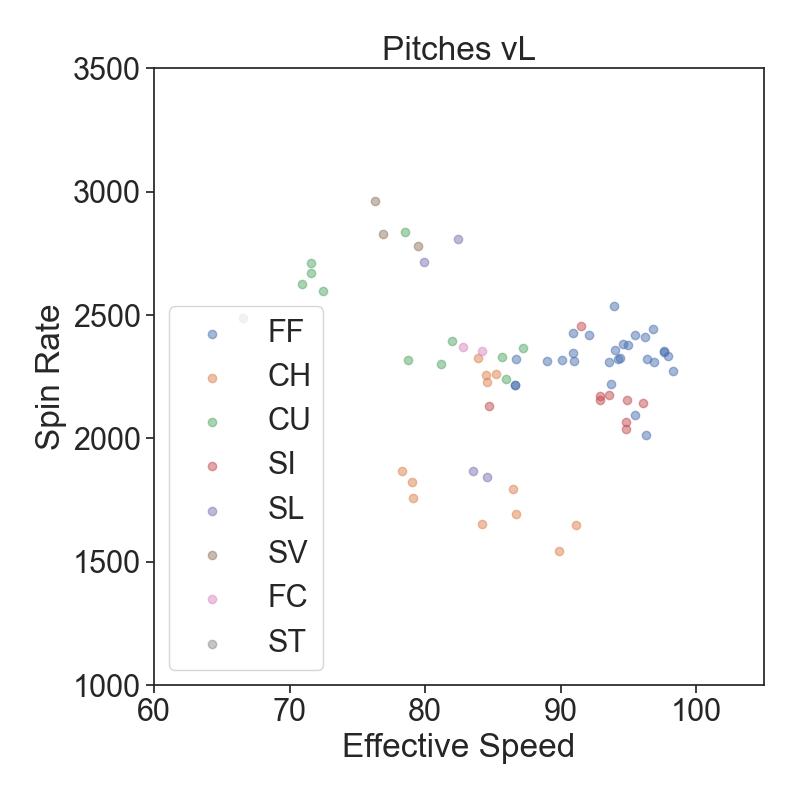 Pitches vL
3500
3000
2500
2000
1500
1000
Spin Rate
FF
CH
CU
SI
SL
SV
FC
ST
60 70 80 90 100
Effective Speed